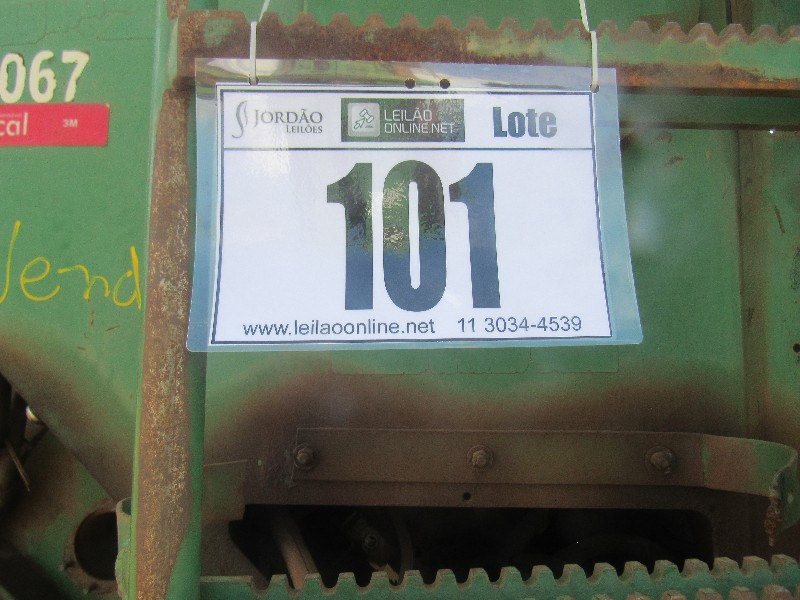 067
cal 3M
Vend
JORDÃO
LEILÕES
LEILÃO
ONLINE.NET
Lote
101
www.leilaoonline.net 11 3034-4539